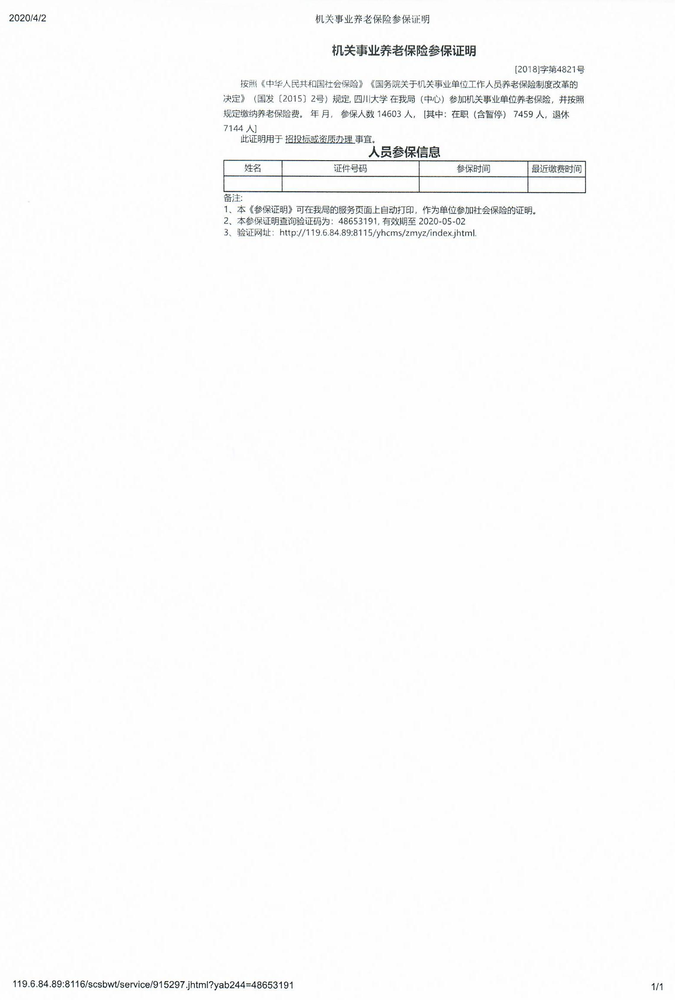 2020/4/2
机关事业养老保险参保证明
机关事业养老保险参保证明
[2018]字第4821号
按照《中华人民共和国社会保险》《国务院关于机关事业单位工作人员养老保险制度改革的
决定》（国发〔2015〕2号）规定, 四川大学 在我局（中心）参加机关事业单位养老保险，并按照
规定缴纳养老保险费。 年 月， 参保人数 14603 人， [其中：在职（含暂停） 7459 人，退休
7144 人]
此证明用于 招投标或资质办理 事宜。
人员参保信息
姓名 证件号码 参保时间 最近缴费时间
备注:
1、本《参保证明》可在我局的服务页面上自动打印，作为单位参加社会保险的证明。
2、本参保证明查询验证码为：48653191, 有效期至 2020-05-02
3、验证网址：http://119.6.84.89:8115/yhcms/zmyz/index.jhtml.
119.6.84.89:8116/scsbwt/service/915297.jhtml?yab244=48653191
1/1